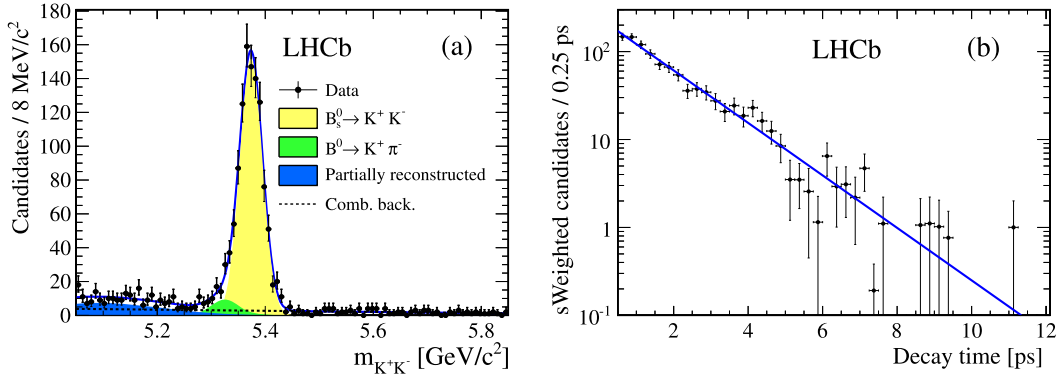 Candidates / 8 MeV/c²
180
160
140
120
100
80
60
40
20
0
LHCb
(a)
Data
B⁰ₛ→ K⁺ K⁻
B⁰→ K⁺ π⁻
Partially reconstructed
Comb. back.
5.2 5.4 5.6 5.8
m_K⁺K⁻ [GeV/c²]
sWeighted candidates / 0.25 ps
10²
10
1
10⁻¹
LHCb
(b)
2 4 6 8 10 12
Decay time [ps]